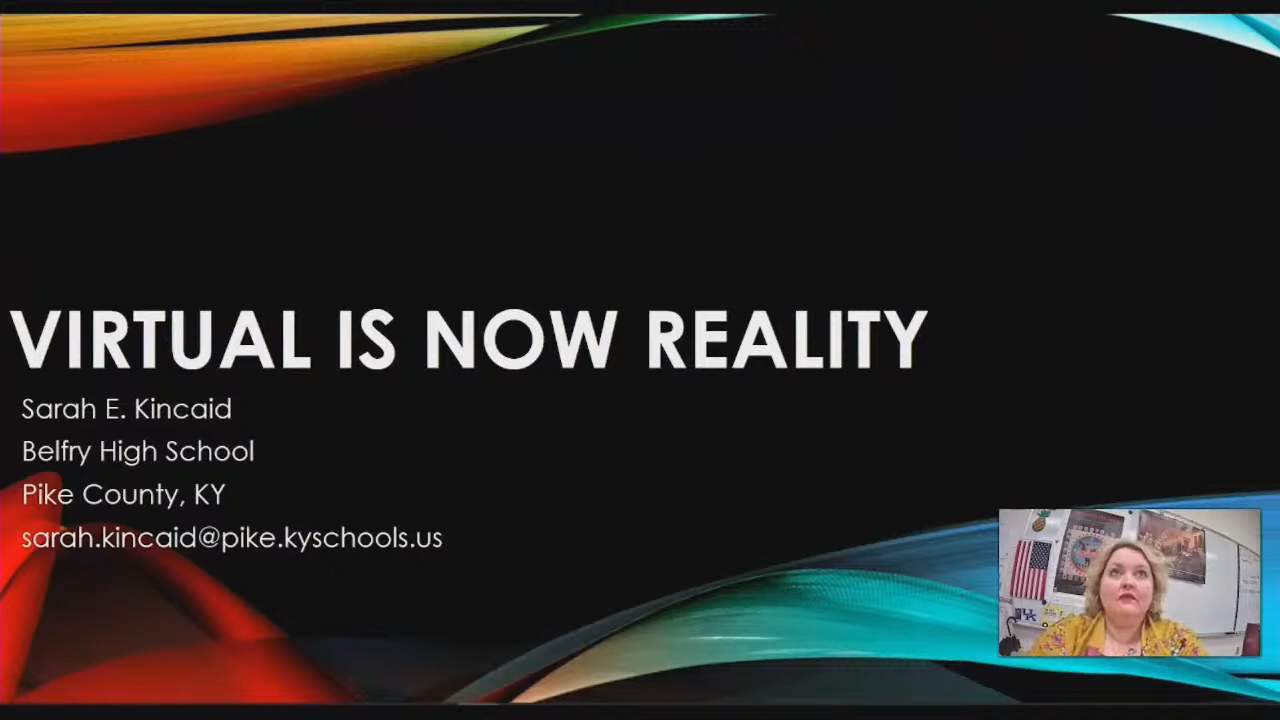 VIRTUAL IS NOW REALITY
Sarah E. Kincaid
Belfry High School
Pike County, KY
sarah.kincaid@pike.kyschools.us